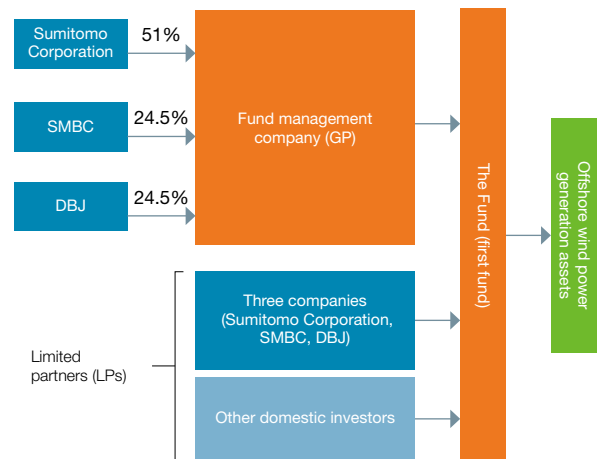 Sumitomo
Corporation
51%
SMBC
24.5%
DBJ
24.5%
Fund management
company (GP)
The Fund (first fund)
Offshore wind power
generation assets
Limited
partners (LPs)
Three companies
(Sumitomo Corporation,
SMBC, DBJ)
Other domestic investors